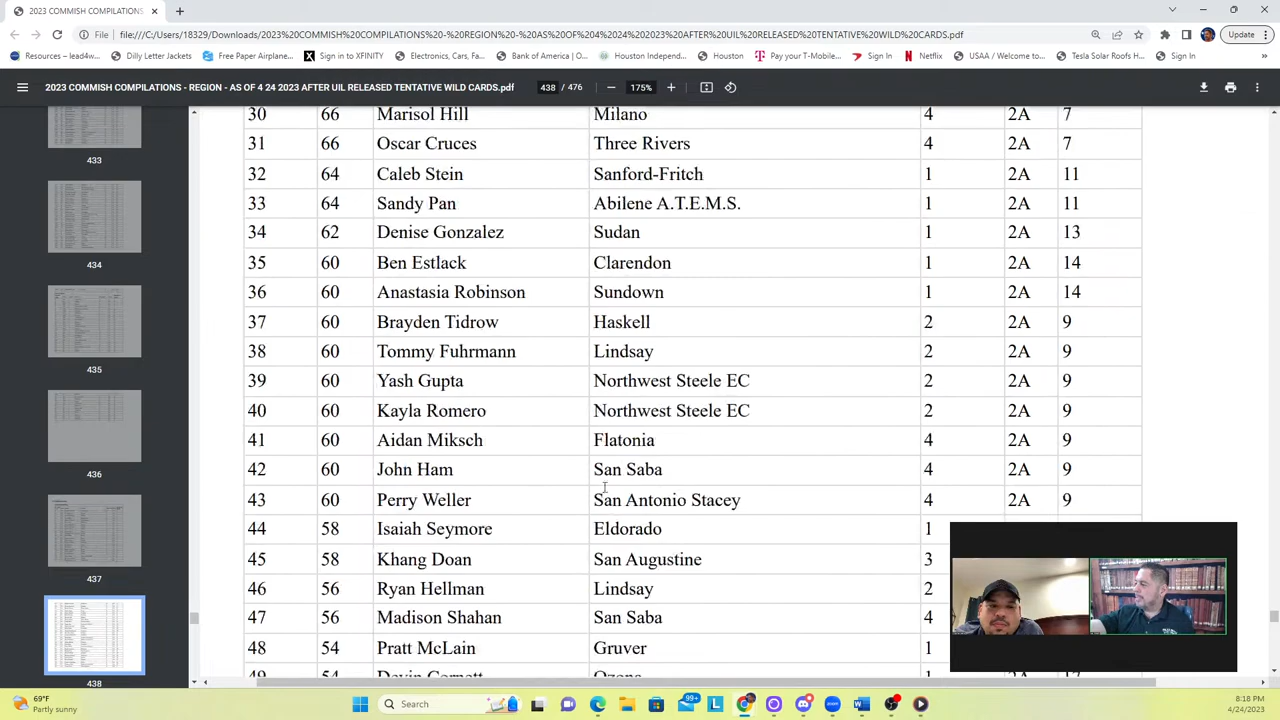 2023 COMMISH COMPILATIONS
File file:///C:/Users/18329/Downloads/2023%20COMMISH%20COMPILATIONS%20-%20REGION%20-%20AS%20OF%204%2024%202023%20AFTER%20UIL%20RELEASED%20TENTATIVE%20WILD%20CARDS.pdf Update
Resources – lead4w... Dilly Letter Jackets Free Paper Airplane... Sign in to XFINITY Electronics, Cars, F... Bank of America | O... Houston Independ... Houston Pay your T-Mobile... Sign In Netflix USAA / Welcome to... Tesla Solar Roofs / H... Sign In
2023 COMMISH COMPILATIONS - REGION - AS OF 4 24 2023 AFTER UIL RELEASED TENTATIVE WILD CARDS.pdf 438 / 476 175%
433
434
435
436
437
438
30 66 Marisol Hill Milano 4 2A 7
31 66 Oscar Cruces Three Rivers 4 2A 7
32 64 Caleb Stein Sanford-Fritch 1 2A 11
33 64 Sandy Pan Abilene A.T.E.M.S. 1 2A 11
34 62 Denise Gonzalez Sudan 1 2A 13
35 60 Ben Estlack Clarendon 1 2A 14
36 60 Anastasia Robinson Sundown 1 2A 14
37 60 Brayden Tidrow Haskell 2 2A 9
38 60 Tommy Fuhrmann Lindsay 2 2A 9
39 60 Yash Gupta Northwest Steele EC 2 2A 9
40 60 Kayla Romero Northwest Steele EC 2 2A 9
41 60 Aidan Miksch Flatonia 4 2A 9
42 60 John Ham San Saba 4 2A 9
43 60 Perry Weller San Antonio Stacey 4 2A 9
44 58 Isaiah Seymore Eldorado 1
45 58 Khang Doan San Augustine 3
46 56 Ryan Hellman Lindsay 2
47 56 Madison Shahan San Saba 4
48 54 Pratt McLain Gruver 1
49 54 Devin Cornett Ozona 1
69°F
Partly sunny
Search
99+
8:18 PM
4/24/2023